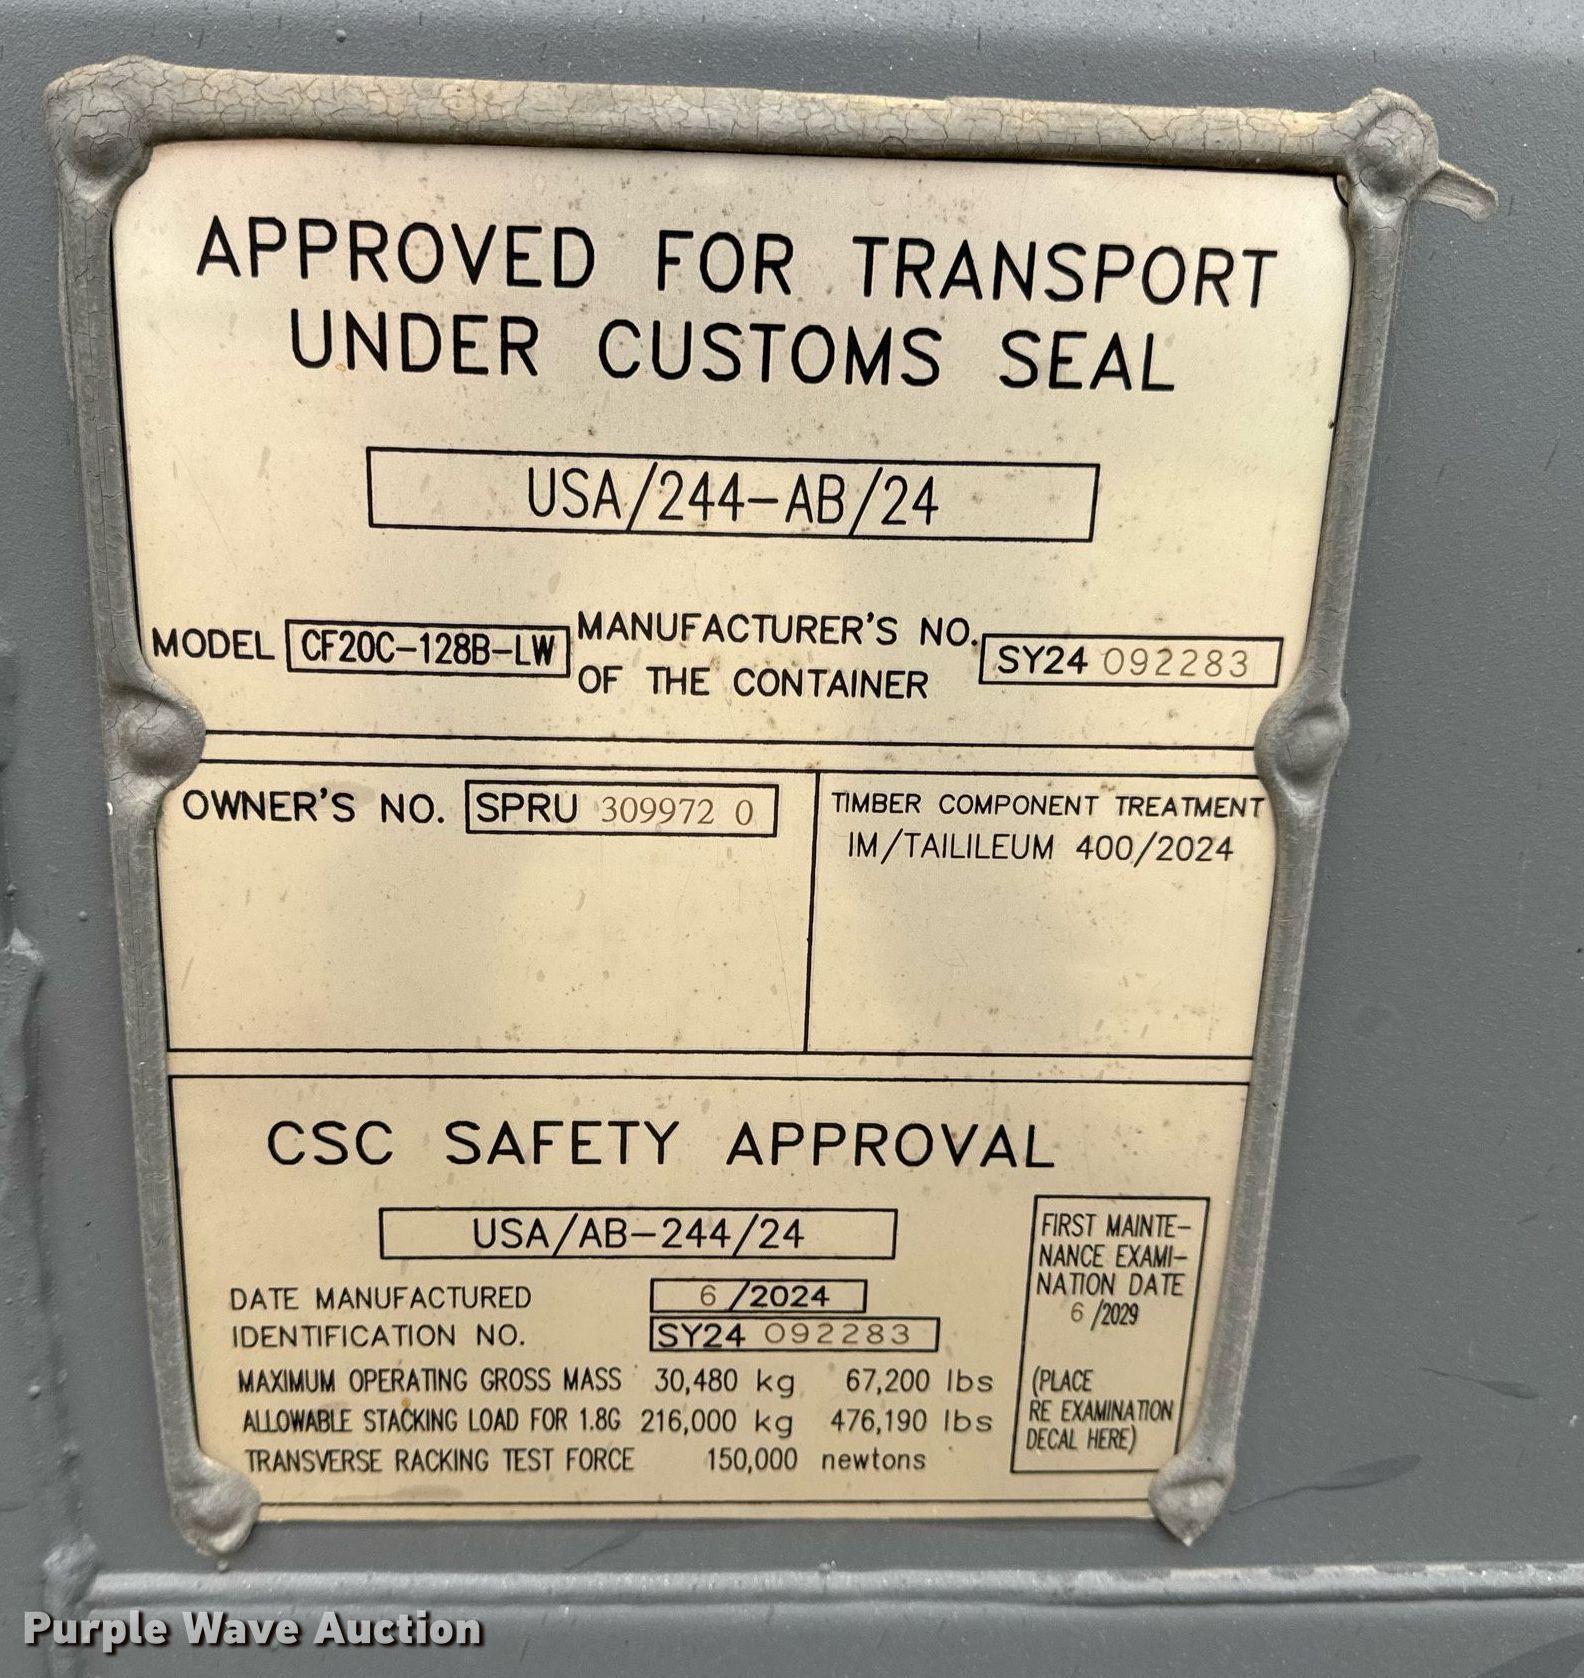 APPROVED FOR TRANSPORT
UNDER CUSTOMS SEAL
USA/244-AB/24
MODEL CF20C-128B-LW
MANUFACTURER'S NO.
OF THE CONTAINER
SY24 092283
OWNER'S NO. SPRU 309972 0
TIMBER COMPONENT TREATMENT
IM/TAILILEUM 400/2024
CSC SAFETY APPROVAL
USA/AB-244/24
DATE MANUFACTURED 6/2024
IDENTIFICATION NO. SY24 092283
MAXIMUM OPERATING GROSS MASS 30,480 kg 67,200 lbs
ALLOWABLE STACKING LOAD FOR 1.8G 216,000 kg 476,190 lbs
TRANSVERSE RACKING TEST FORCE 150,000 newtons
FIRST MAINTE-
NANCE EXAMI-
NATION DATE
6/2029
(PLACE
RE EXAMINATION
DECAL HERE)
Purple Wave Auction